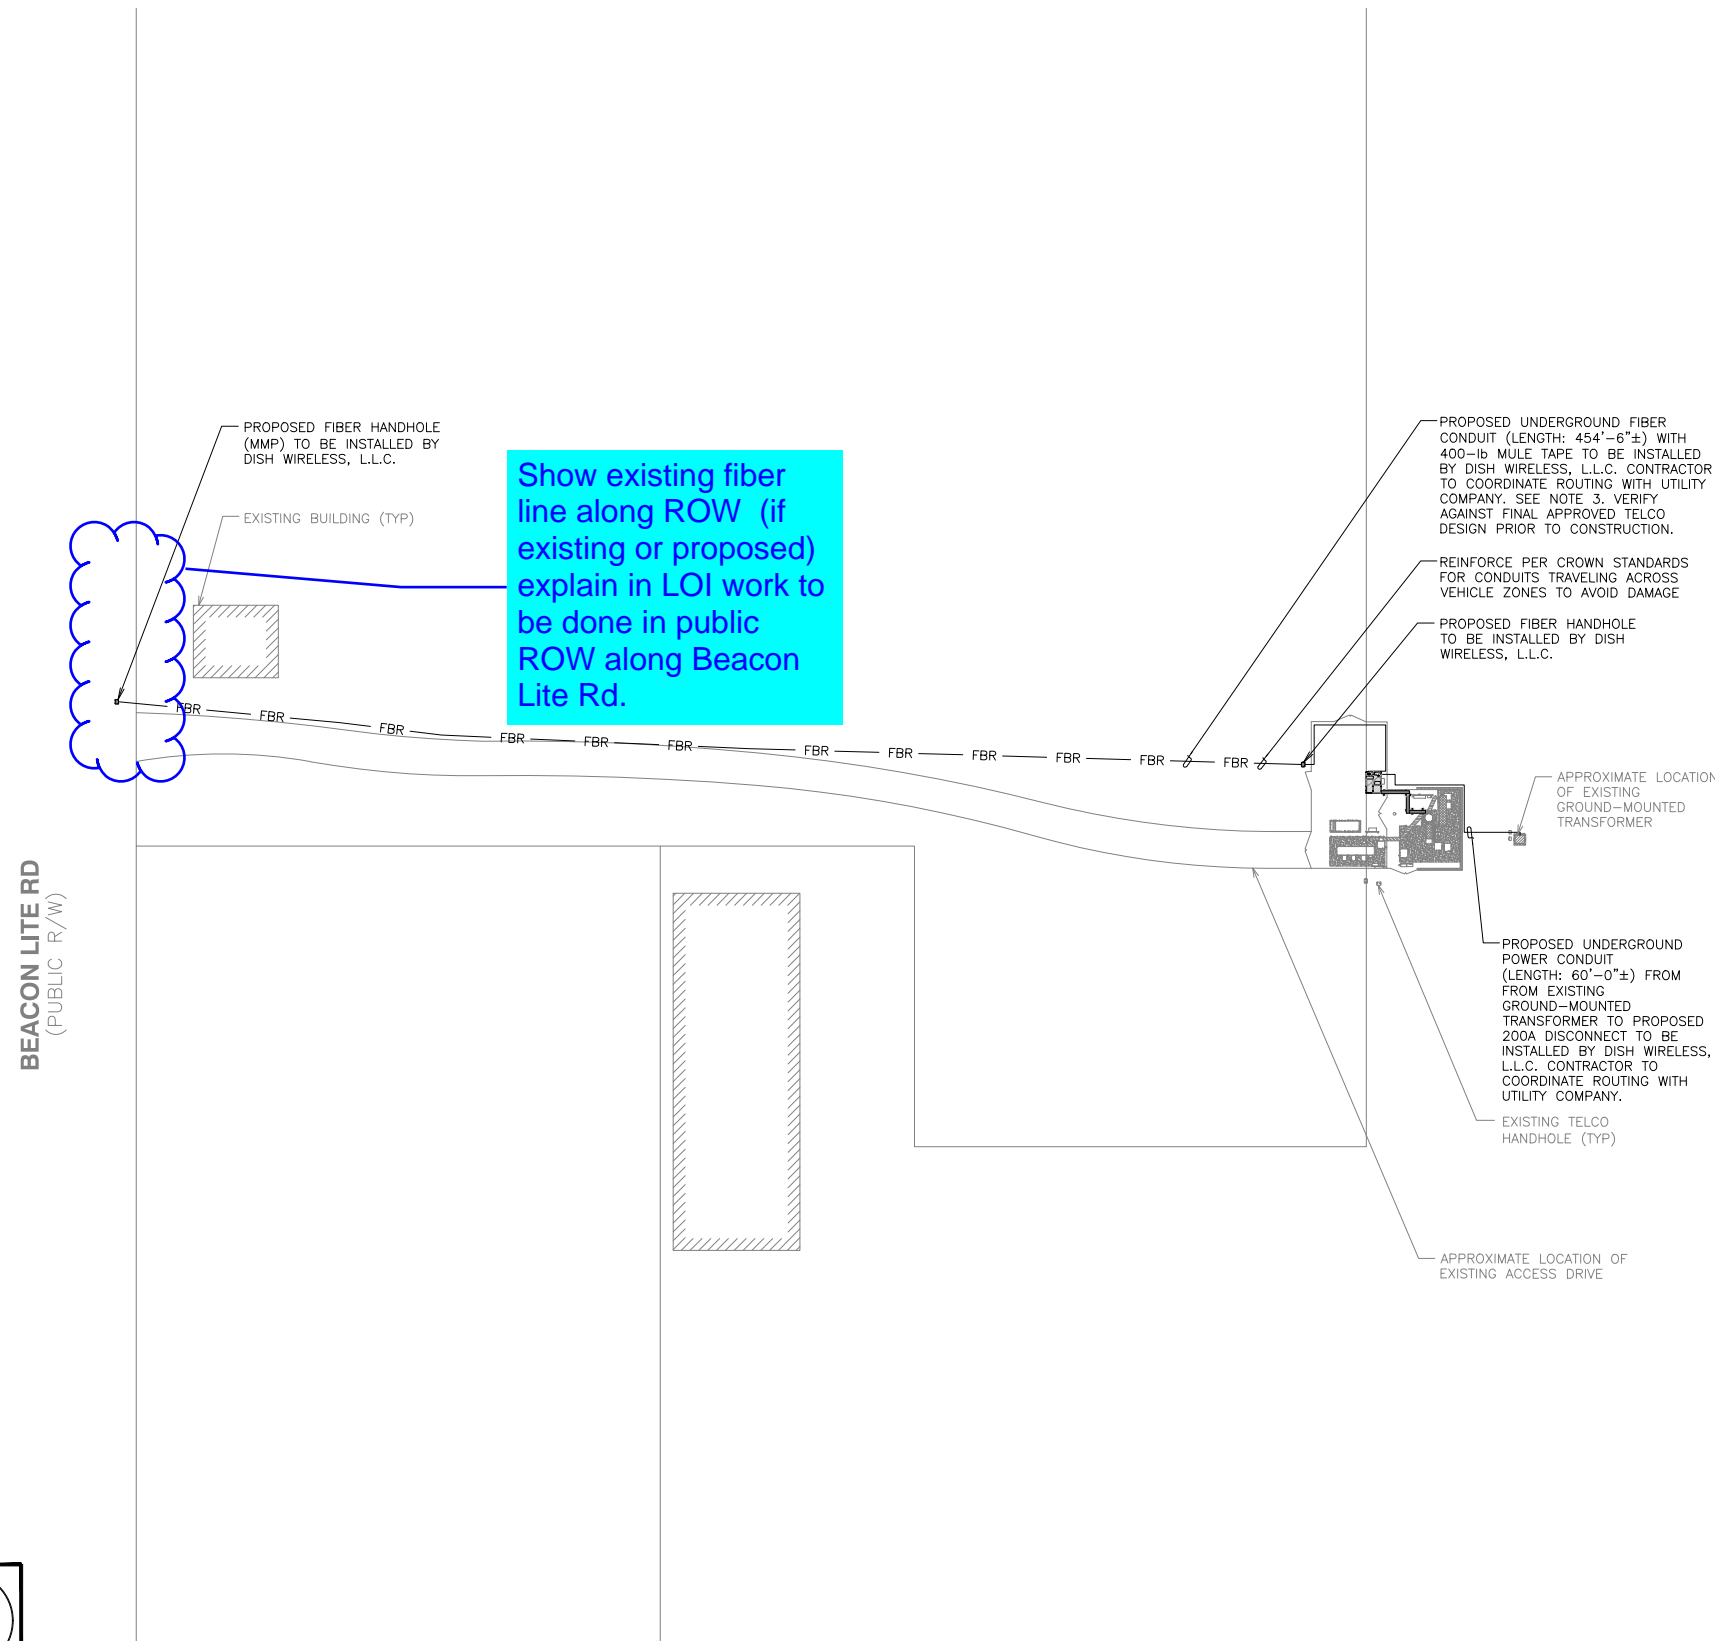 PROPOSED FIBER HANDHOLE
(MMP) TO BE INSTALLED BY
DISH WIRELESS, L.L.C.
EXISTING BUILDING (TYP)
Show existing fiber
line along ROW (if
existing or proposed)
explain in LOI work to
be done in public
ROW along Beacon
Lite Rd.
PROPOSED UNDERGROUND FIBER
CONDUIT (LENGTH: 454'-6"±) WITH
400-lb MULE TAPE TO BE INSTALLED
BY DISH WIRELESS, L.L.C. CONTRACTOR
TO COORDINATE ROUTING WITH UTILITY
COMPANY. SEE NOTE 3. VERIFY
AGAINST FINAL APPROVED TELCO
DESIGN PRIOR TO CONSTRUCTION.
REINFORCE PER CROWN STANDARDS
FOR CONDUITS TRAVELING ACROSS
VEHICLE ZONES TO AVOID DAMAGE
PROPOSED FIBER HANDHOLE
TO BE INSTALLED BY DISH
WIRELESS, L.L.C.
FBR FBR FBR FBR FBR FBR FBR FBR FBR FBR FBR FBR
APPROXIMATE LOCATION
OF EXISTING
GROUND-MOUNTED
TRANSFORMER
BEACON LITE RD
(PUBLIC R/W)
PROPOSED UNDERGROUND
POWER CONDUIT
(LENGTH: 60'-0"±) FROM
FROM EXISTING
GROUND-MOUNTED
TRANSFORMER TO PROPOSED
200A DISCONNECT TO BE
INSTALLED BY DISH WIRELESS,
L.L.C. CONTRACTOR TO
COORDINATE ROUTING WITH
UTILITY COMPANY.
EXISTING TELCO
HANDHOLE (TYP)
APPROXIMATE LOCATION OF
EXISTING ACCESS DRIVE